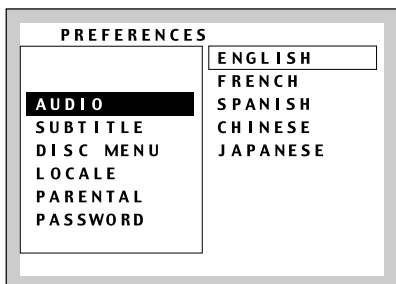 PREFERENCES
AUDIO
SUBTITLE
DISC MENU
LOCALE
PARENTAL
PASSWORD
ENGLISH
FRENCH
SPANISH
CHINESE
JAPANESE